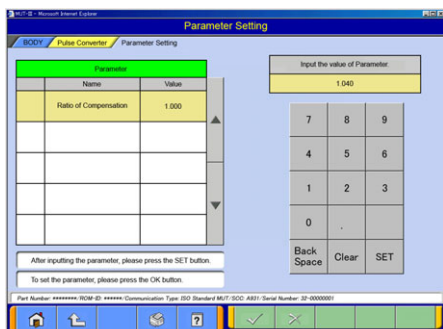 MUT-III - Microsoft Internet Explorer
Parameter Setting
BODY Pulse Converter Parameter Setting
Parameter
Name Value
Ratio of Compensation 1.000
Input the value of Parameter
1.040
7 8 9
4 5 6
1 2 3
0 .
Back Space Clear SET
After inputting the parameter, please press the SET button.
To set the parameter, please press the OK button.
Part Number: ********/ROM-ID: ******/Communication Type: ISO Standard MUT/SCC: A831/Serial Number: 32-00000001
?